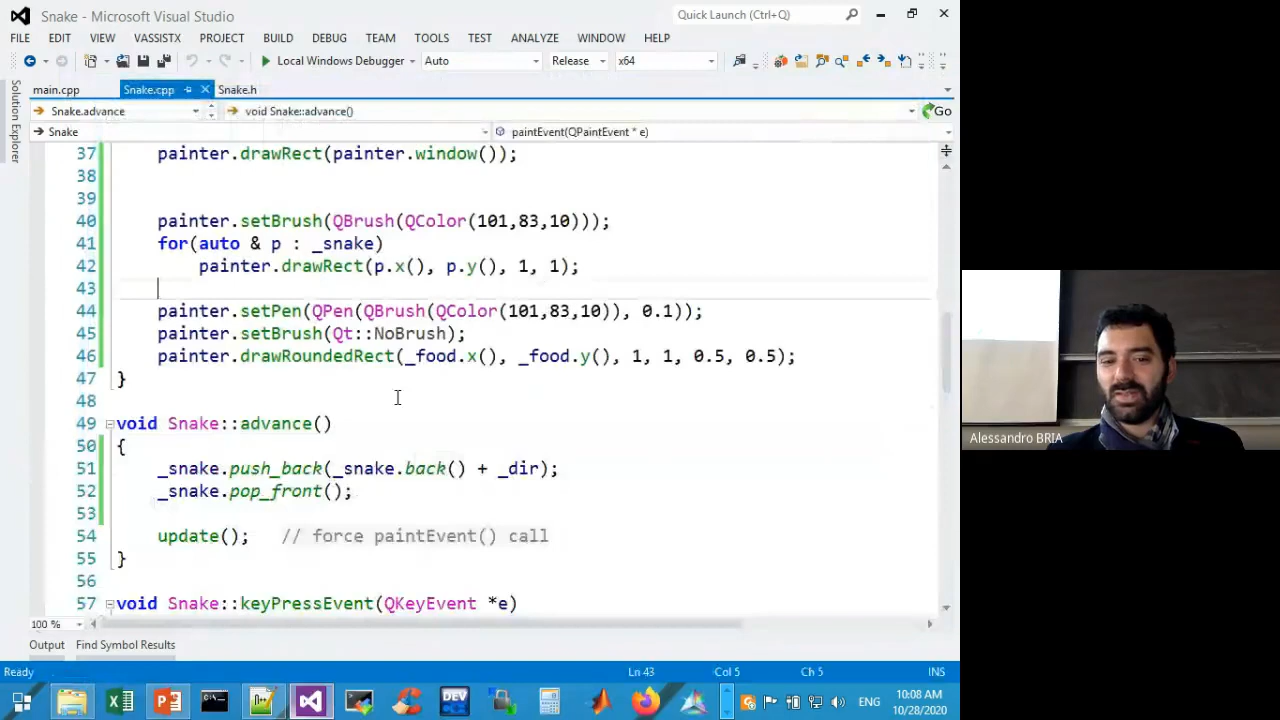 Snake - Microsoft Visual Studio
Quick Launch (Ctrl+Q)
FILE EDIT VIEW VASSISTX PROJECT BUILD DEBUG TEAM TOOLS TEST ANALYZE WINDOW HELP
Local Windows Debugger Auto Release x64
Solution Explorer
main.cpp Snake.cpp Snake.h
Snake.advance void Snake::advance() Go
Snake paintEvent(QPaintEvent * e)
37 painter.drawRect(painter.window());
38
39
40 painter.setBrush(QBrush(QColor(101,83,10)));
41 for(auto & p : _snake)
42 painter.drawRect(p.x(), p.y(), 1, 1);
43
44 painter.setPen(QPen(QBrush(QColor(101,83,10)), 0.1));
45 painter.setBrush(Qt::NoBrush);
46 painter.drawRoundedRect(_food.x(), _food.y(), 1, 1, 0.5, 0.5);
47 }
48
49 void Snake::advance()
50 {
51 _snake.push_back(_snake.back() + _dir);
52 _snake.pop_front();
53
54 update(); // force paintEvent() call
55 }
56
57 void Snake::keyPressEvent(QKeyEvent *e)
100 %
Find Symbol Results
Output
Ready Ln 43 Col 5 Ch 5 INS
DEV
ENG
10:08 AM
10/28/2020
Alessandro BRIA